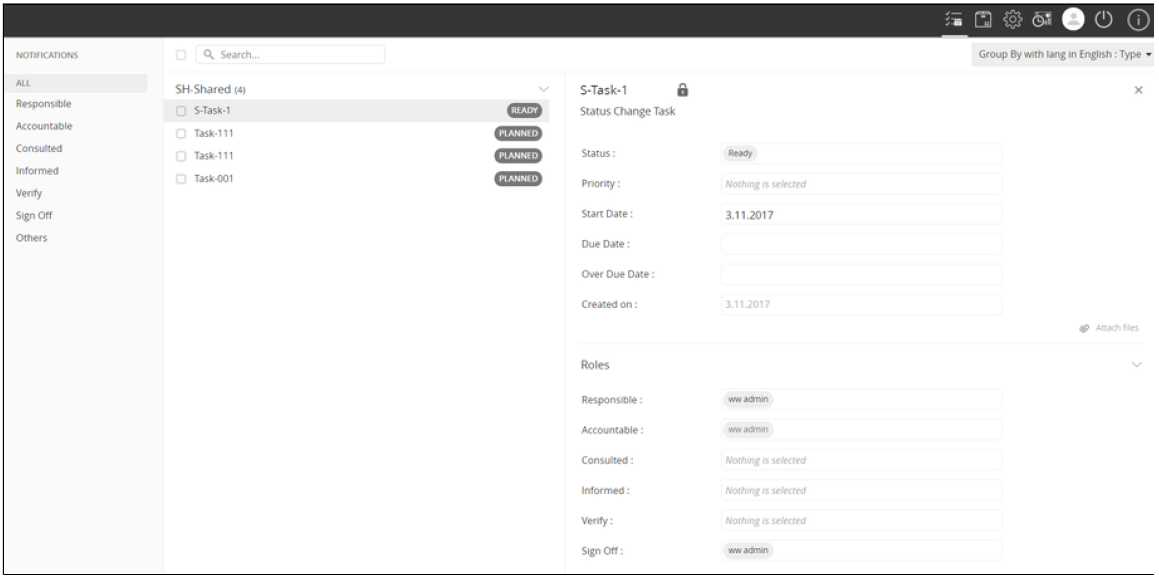 NOTIFICATIONS
Search...
Group By with lang in English : Type
ALL
Responsible
Accountable
Consulted
Informed
Verify
Sign Off
Others
SH-Shared (4)
S-Task-1 READY
Task-111 PLANNED
Task-111 PLANNED
Task-001 PLANNED
S-Task-1
Status Change Task
Status : Ready
Priority : Nothing is selected
Start Date : 3.11.2017
Due Date :
Over Due Date :
Created on : 3.11.2017
Attach files
Roles
Responsible : ww admin
Accountable : ww admin
Consulted : Nothing is selected
Informed : Nothing is selected
Verify : Nothing is selected
Sign Off : ww admin